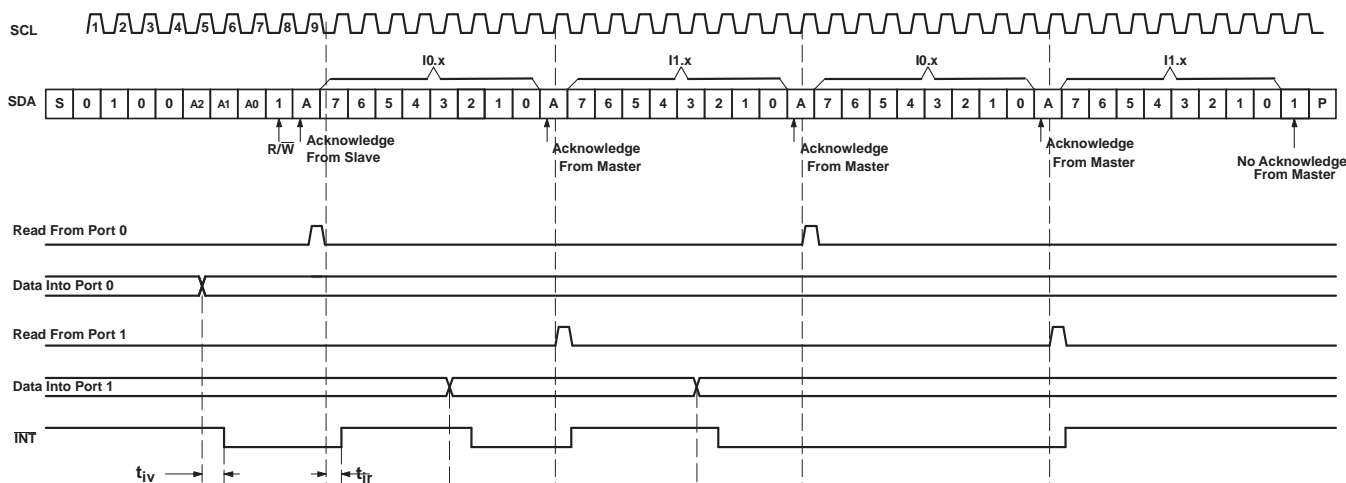 SCL 1 2 3 4 5 6 7 8 9
I0.x I1.x I0.x I1.x
SDA S 0 1 0 0 A2 A1 A0 1 A 7 6 5 4 3 2 1 0 A 7 6 5 4 3 2 1 0 A 7 6 5 4 3 2 1 0 A 7 6 5 4 3 2 1 0 1 P
R/W
Acknowledge
From Slave
Acknowledge
From Master
Acknowledge
From Master
Acknowledge
From Master
No Acknowledge
From Master
Read From Port 0
Data Into Port 0
Read From Port 1
Data Into Port 1
INT
tiv tir